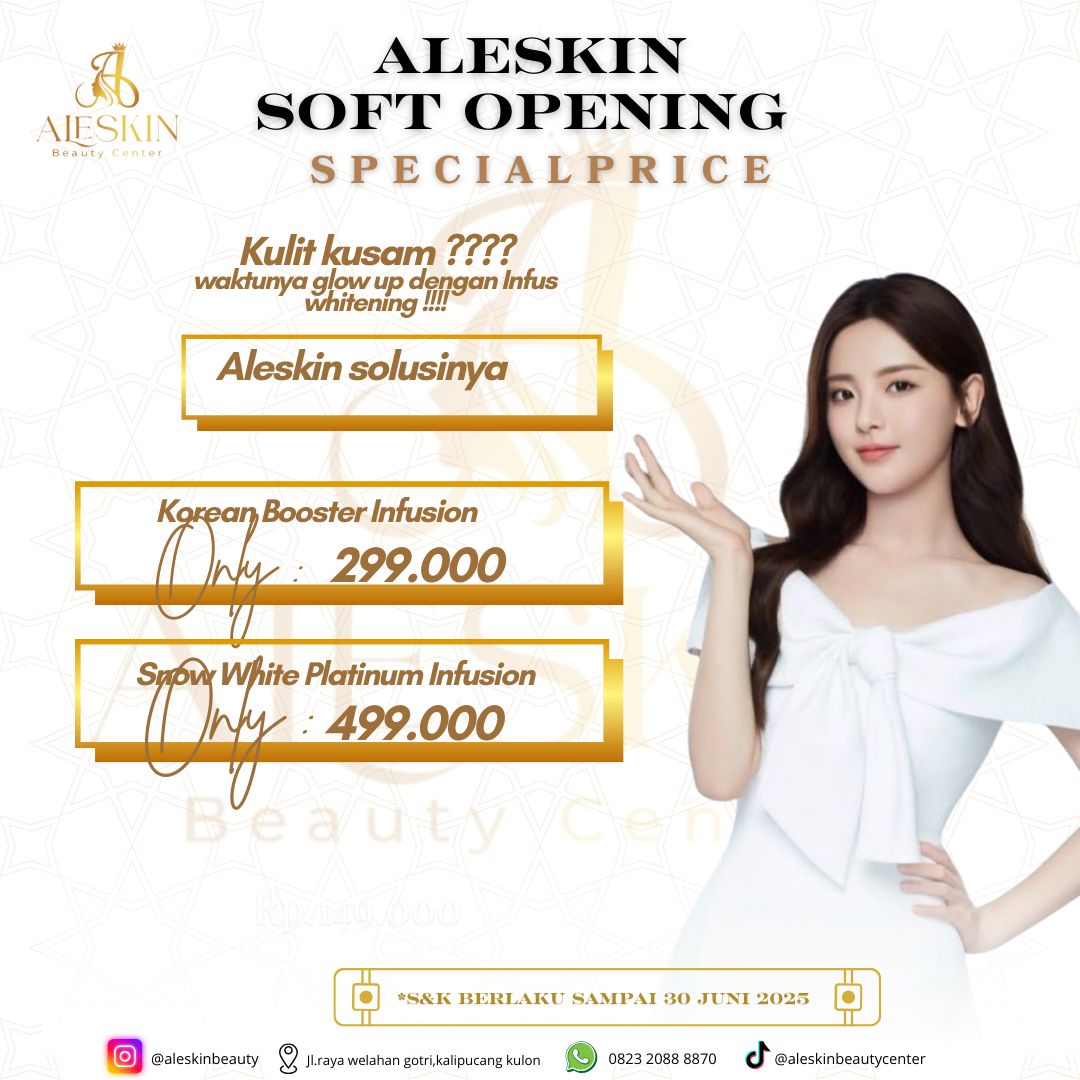 ALESKIN
Beauty Center
ALESKIN
SOFT OPENING
SPECIALPRICE
Kulit kusam ????
waktunya glow up dengan Infus
whitening !!!!
Aleskin solusinya
Korean Booster Infusion
Only : 299.000
Snow White Platinum Infusion
Only : 499.000
Beauty Cen
Rp.149.000
*S&K BERLAKU SAMPAI 30 JUNI 2025
@aleskinbeauty
Jl.raya welahan gotri,kalipucang kulon
0823 2088 8870
@aleskinbeautycenter